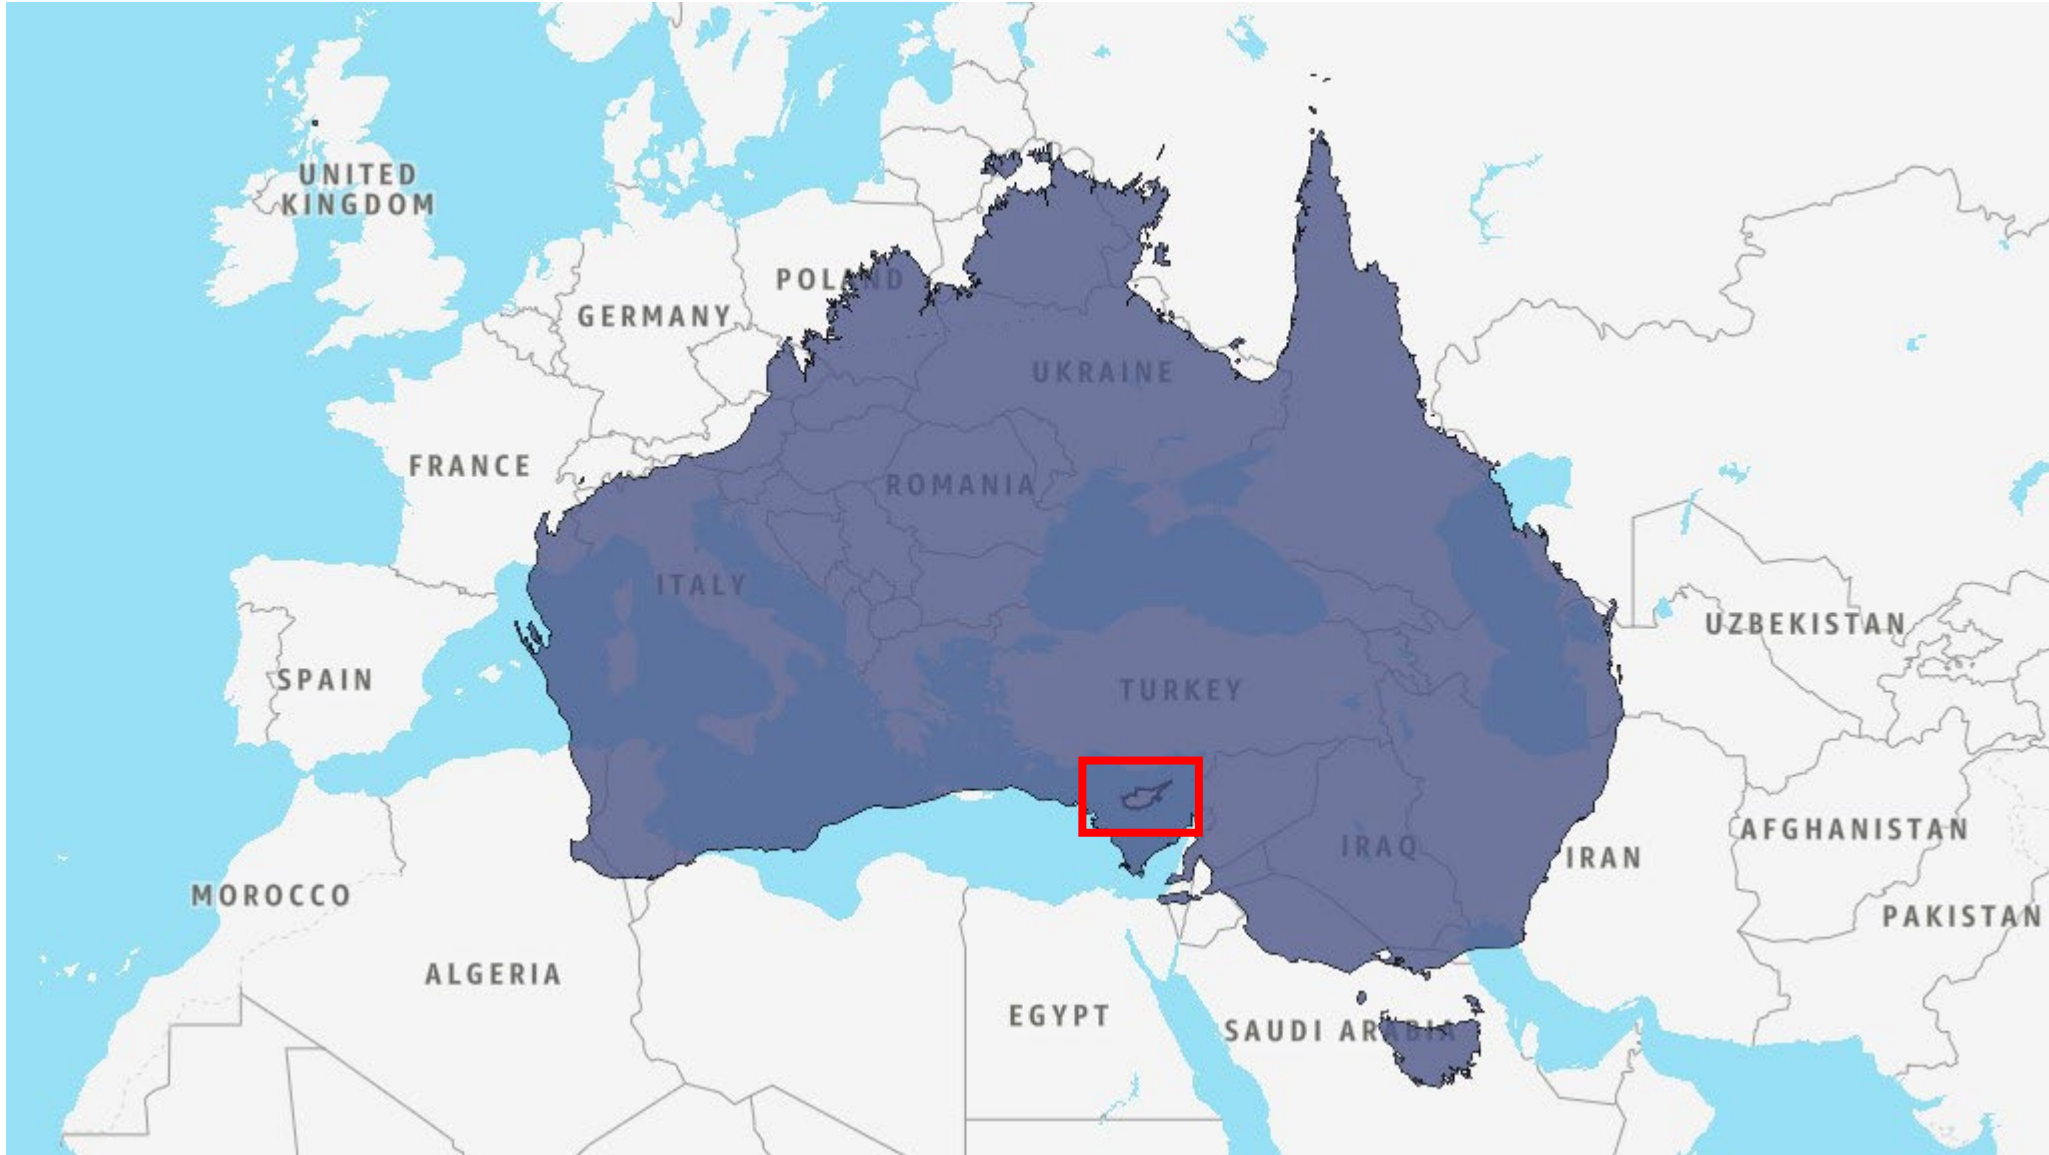 UNITED
KINGDOM
POLAND
GERMANY
UKRAINE
FRANCE
ROMANIA
ITALY
UZBEKISTAN
SPAIN
TURKEY
AFGHANISTAN
IRAQ
IRAN
MOROCCO
PAKISTAN
ALGERIA
EGYPT
SAUDI ARABIA